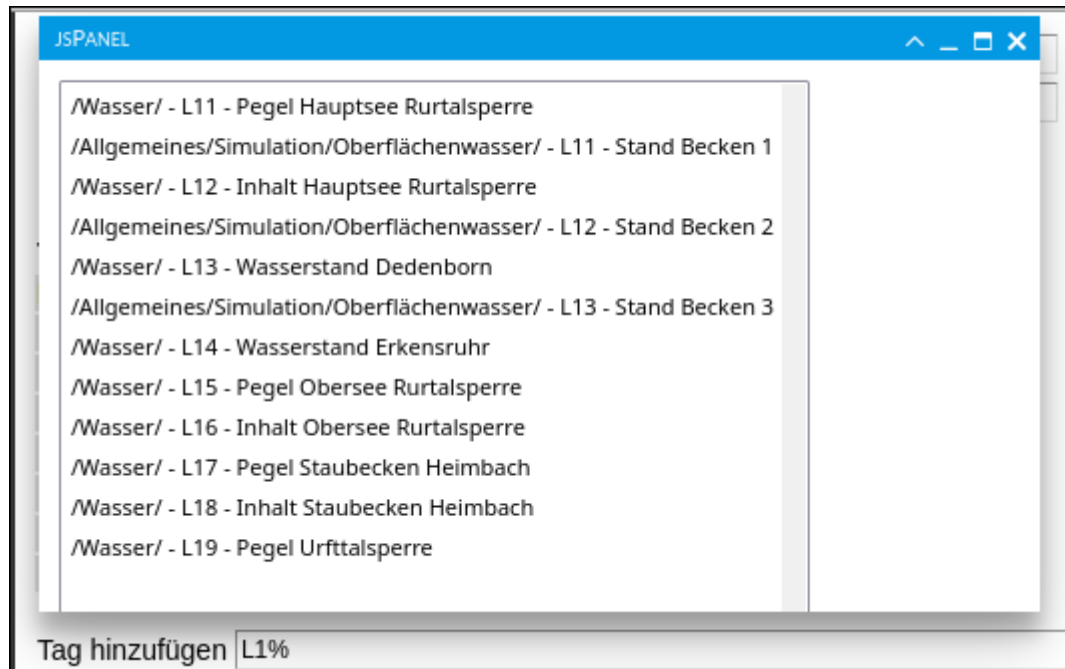 JSPANEL
/Wasser/ - L11 - Pegel Hauptsee Rurtalsperre
/Allgemeines/Simulation/Oberflächenwasser/ - L11 - Stand Becken 1
/Wasser/ - L12 - Inhalt Hauptsee Rurtalsperre
/Allgemeines/Simulation/Oberflächenwasser/ - L12 - Stand Becken 2
/Wasser/ - L13 - Wasserstand Dedenborn
/Allgemeines/Simulation/Oberflächenwasser/ - L13 - Stand Becken 3
/Wasser/ - L14 - Wasserstand Erkensruhr
/Wasser/ - L15 - Pegel Obersee Rurtalsperre
/Wasser/ - L16 - Inhalt Obersee Rurtalsperre
/Wasser/ - L17 - Pegel Staubecken Heimbach
/Wasser/ - L18 - Inhalt Staubecken Heimbach
/Wasser/ - L19 - Pegel Urfttalsperre
Tag hinzufügen L1%